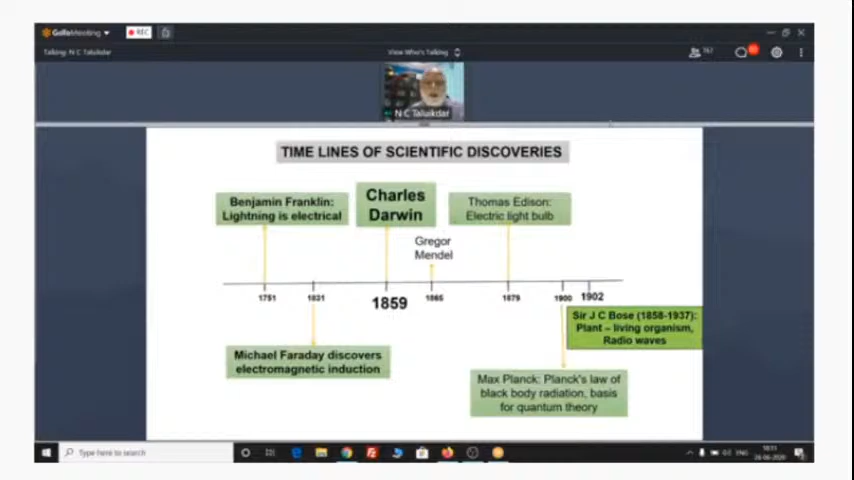 GoToMeeting
REC
Talking: N C Talukdar
View Who's Talking
N C Talukdar
TIME LINES OF SCIENTIFIC DISCOVERIES
Benjamin Franklin:
Lightning is electrical
Charles
Darwin
Thomas Edison:
Electric light bulb
Gregor
Mendel
1751
1831
1859
1865
1879
1900
1902
Sir J C Bose (1858-1937):
Plant – living organism,
Radio waves
Michael Faraday discovers
electromagnetic induction
Max Planck: Planck's law of
black body radiation, basis
for quantum theory
Type here to search
ENG